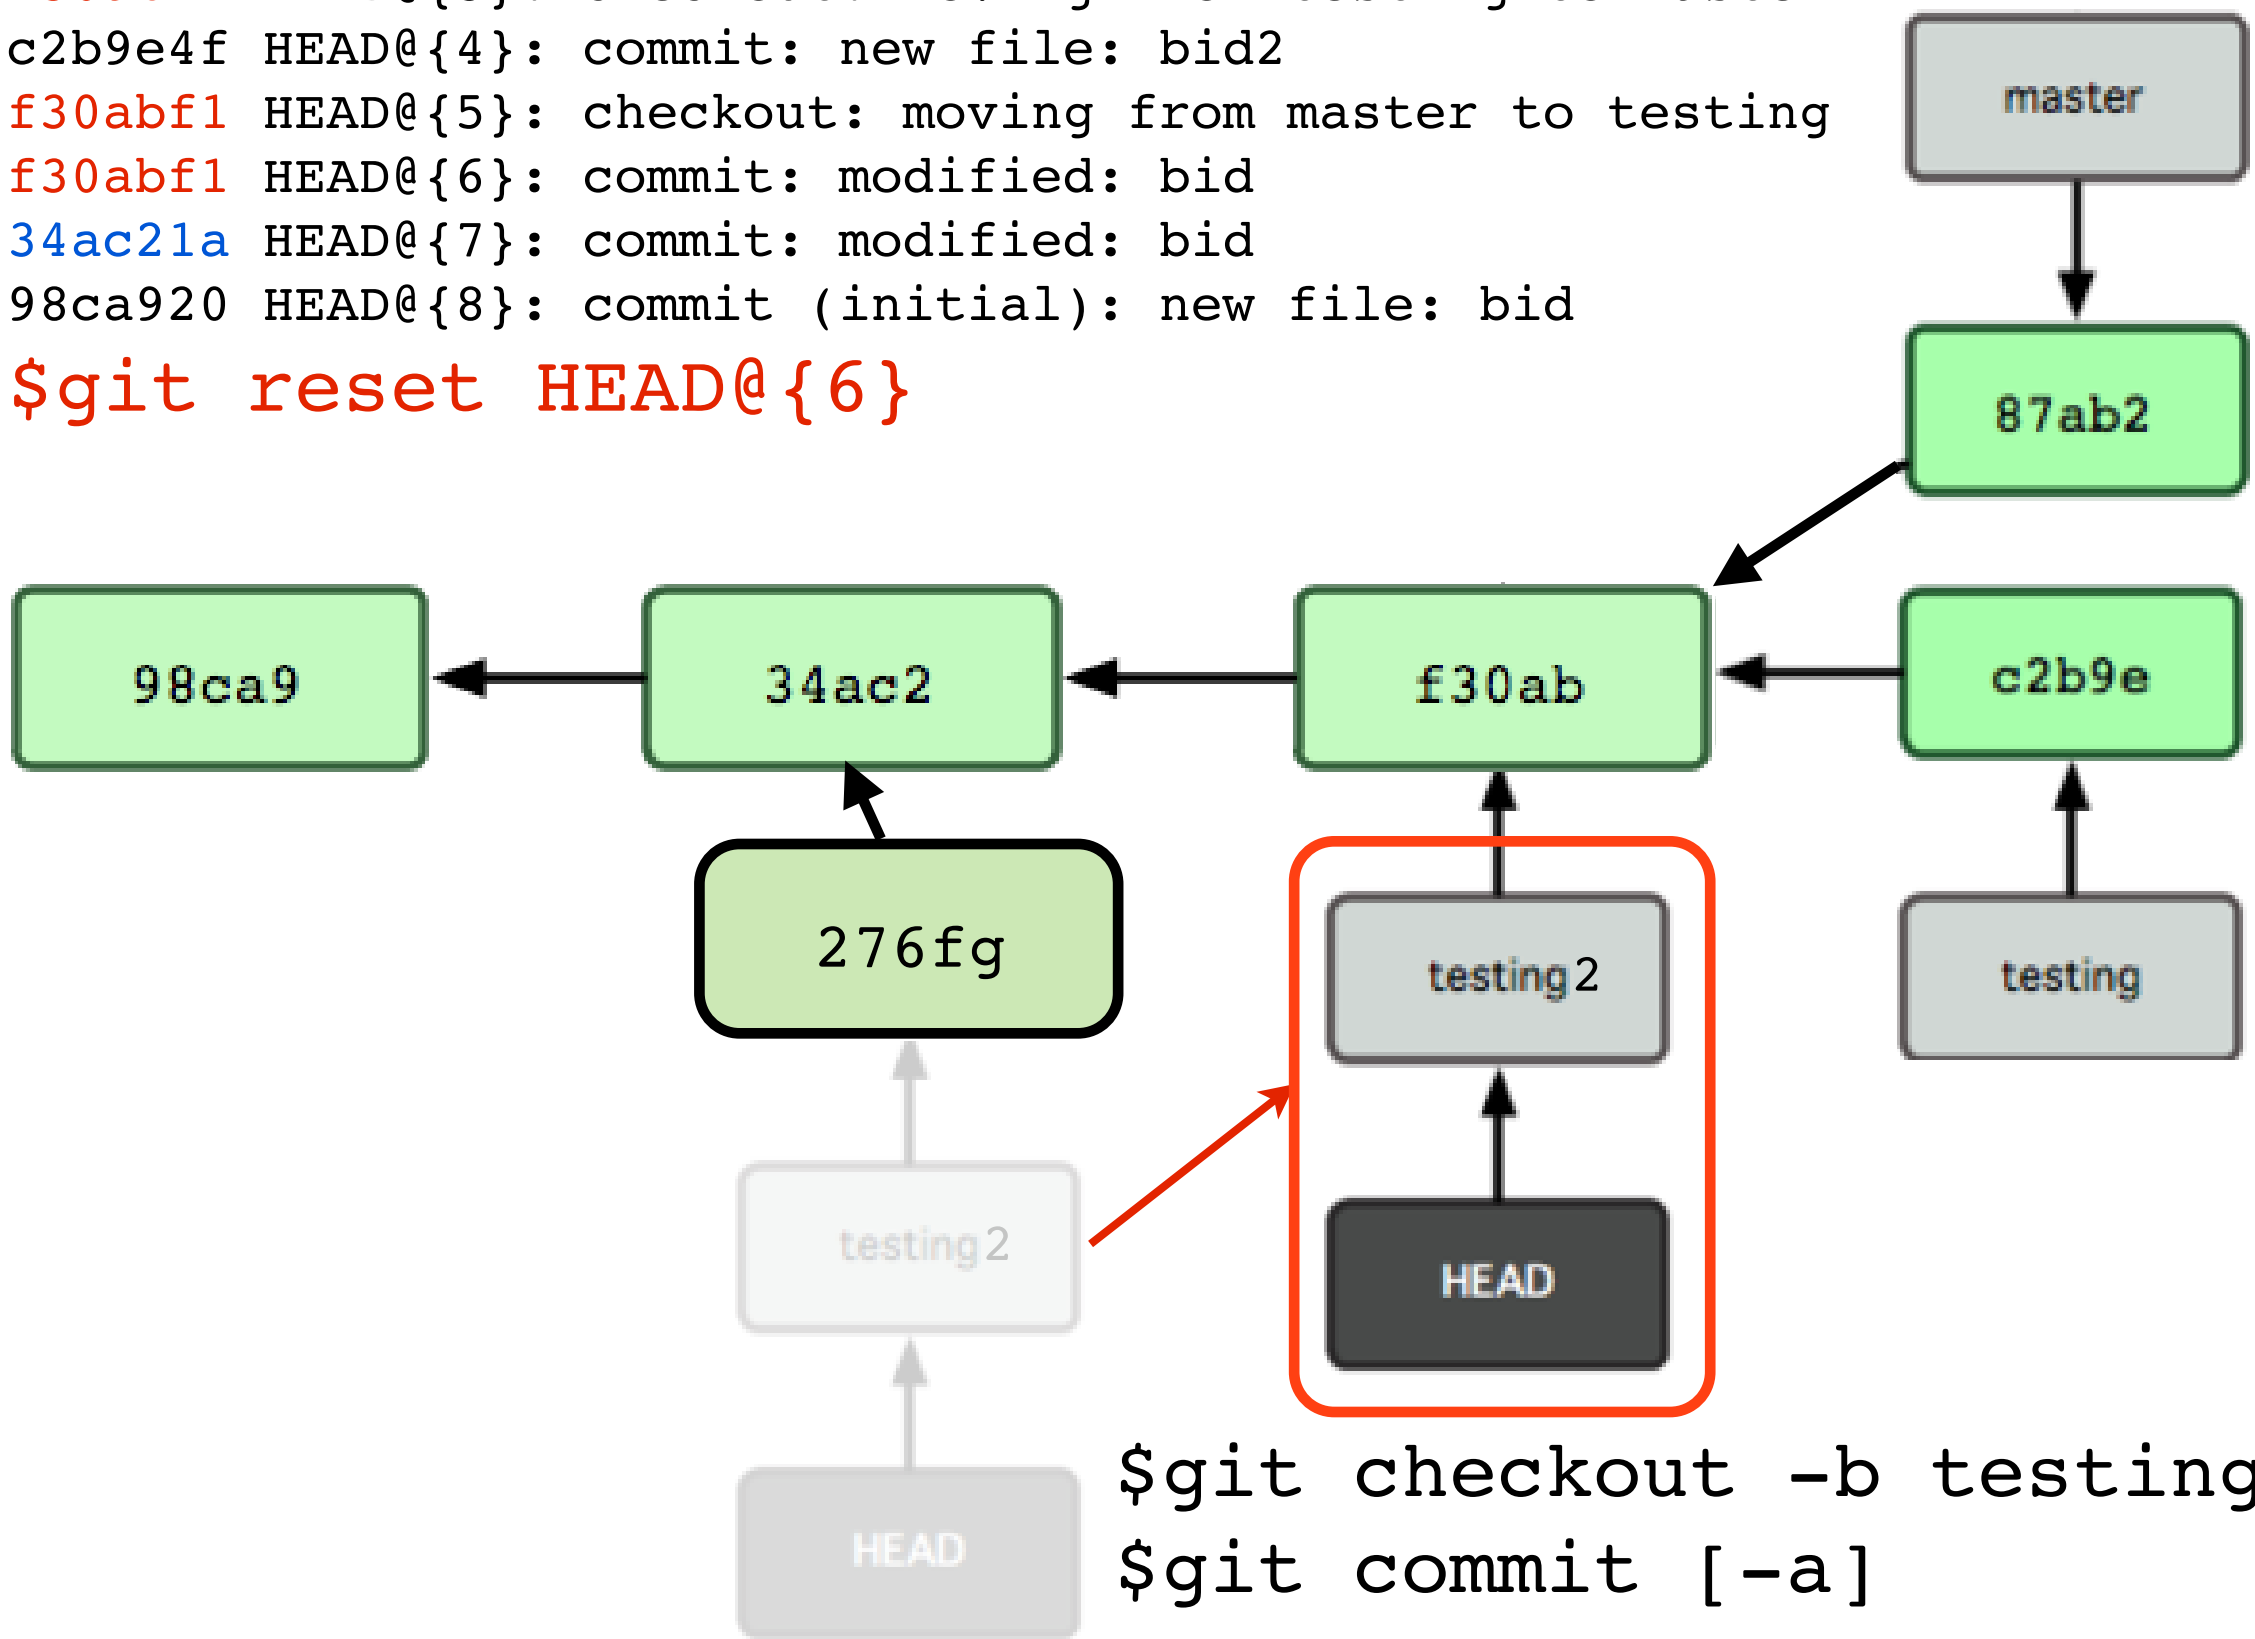 c2b9e4f HEAD@{4}: commit: new file: bid2
f30abf1 HEAD@{5}: checkout: moving from master to testing
f30abf1 HEAD@{6}: commit: modified: bid
34ac21a HEAD@{7}: commit: modified: bid
98ca920 HEAD@{8}: commit (initial): new file: bid
$git reset HEAD@{6}
master
87ab2
98ca9
34ac2
f30ab
c2b9e
276fg
testing2
testing
testing2
HEAD
HEAD
$git checkout -b testing
$git commit [-a]